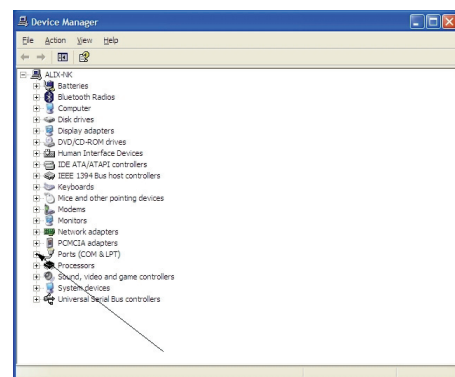 Device Manager
File Action View Help
ALIX-NK
Batteries
Bluetooth Radios
Computer
Disk drives
Display adapters
DVD/CD-ROM drives
Human Interface Devices
IDE ATA/ATAPI controllers
IEEE 1394 Bus host controllers
Keyboards
Mice and other pointing devices
Modems
Monitors
Network adapters
PCMCIA adapters
Ports (COM & LPT)
Processors
Sound, video and game controllers
System devices
Universal Serial Bus controllers